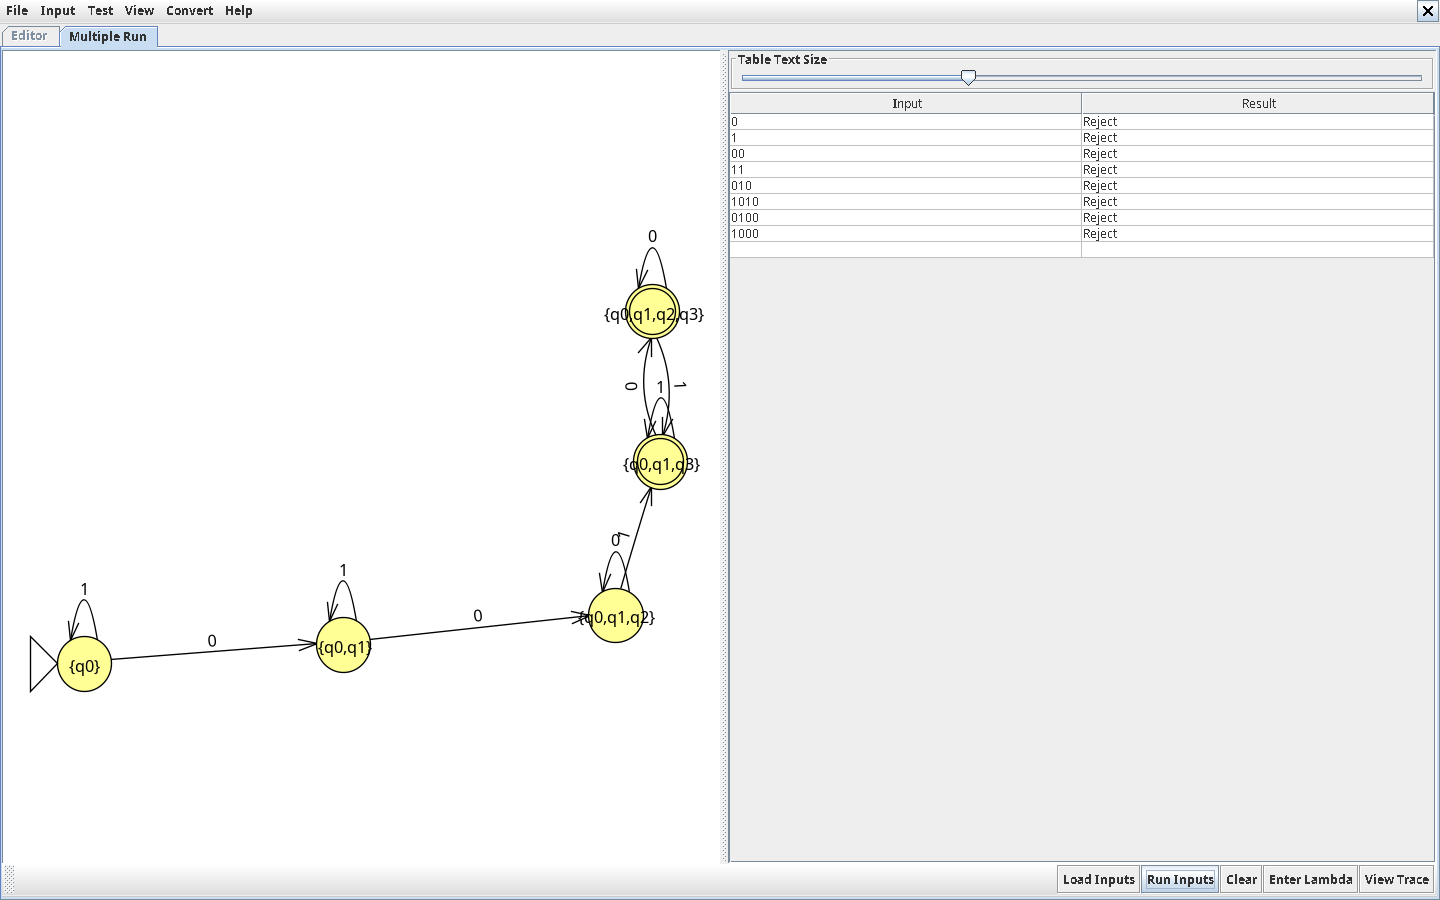 File Input Test View Convert Help
Editor Multiple Run
Table Text Size
Input Result
0 Reject
1 Reject
00 Reject
11 Reject
010 Reject
1010 Reject
0100 Reject
1000 Reject
0
{q0,q1,q2,q3}
0 1 1
{q0,q1,q3}
0 1
1
{q0,q1,q2}
1
0
0
{q0,q1}
{q0}
Load Inputs Run Inputs Clear Enter Lambda View Trace